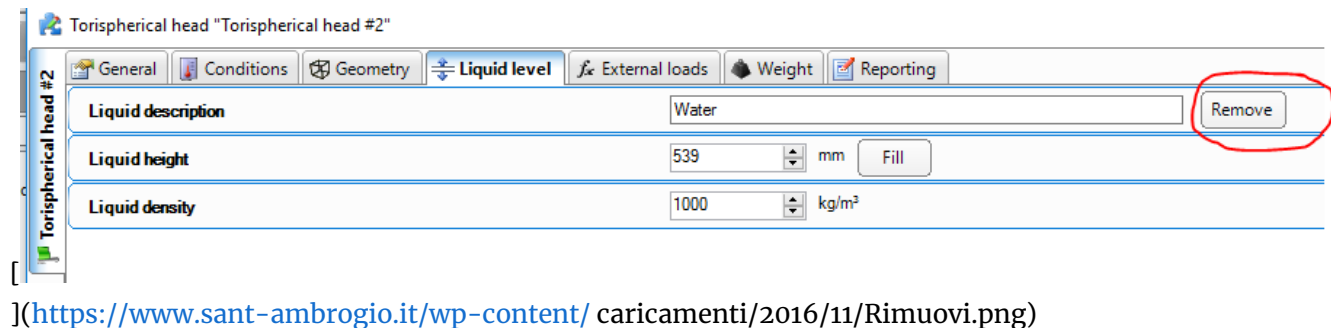 Torispherical head "Torispherical head #2"
General Conditions Geometry Liquid level fx External loads Weight Reporting
Torispherical head #2
Liquid description Water Remove
Liquid height 539 mm Fill
Liquid density 1000 kg/m³
[
](https://www.sant-ambrogio.it/wp-content/ caricamenti/2016/11/Rimuovi.png)